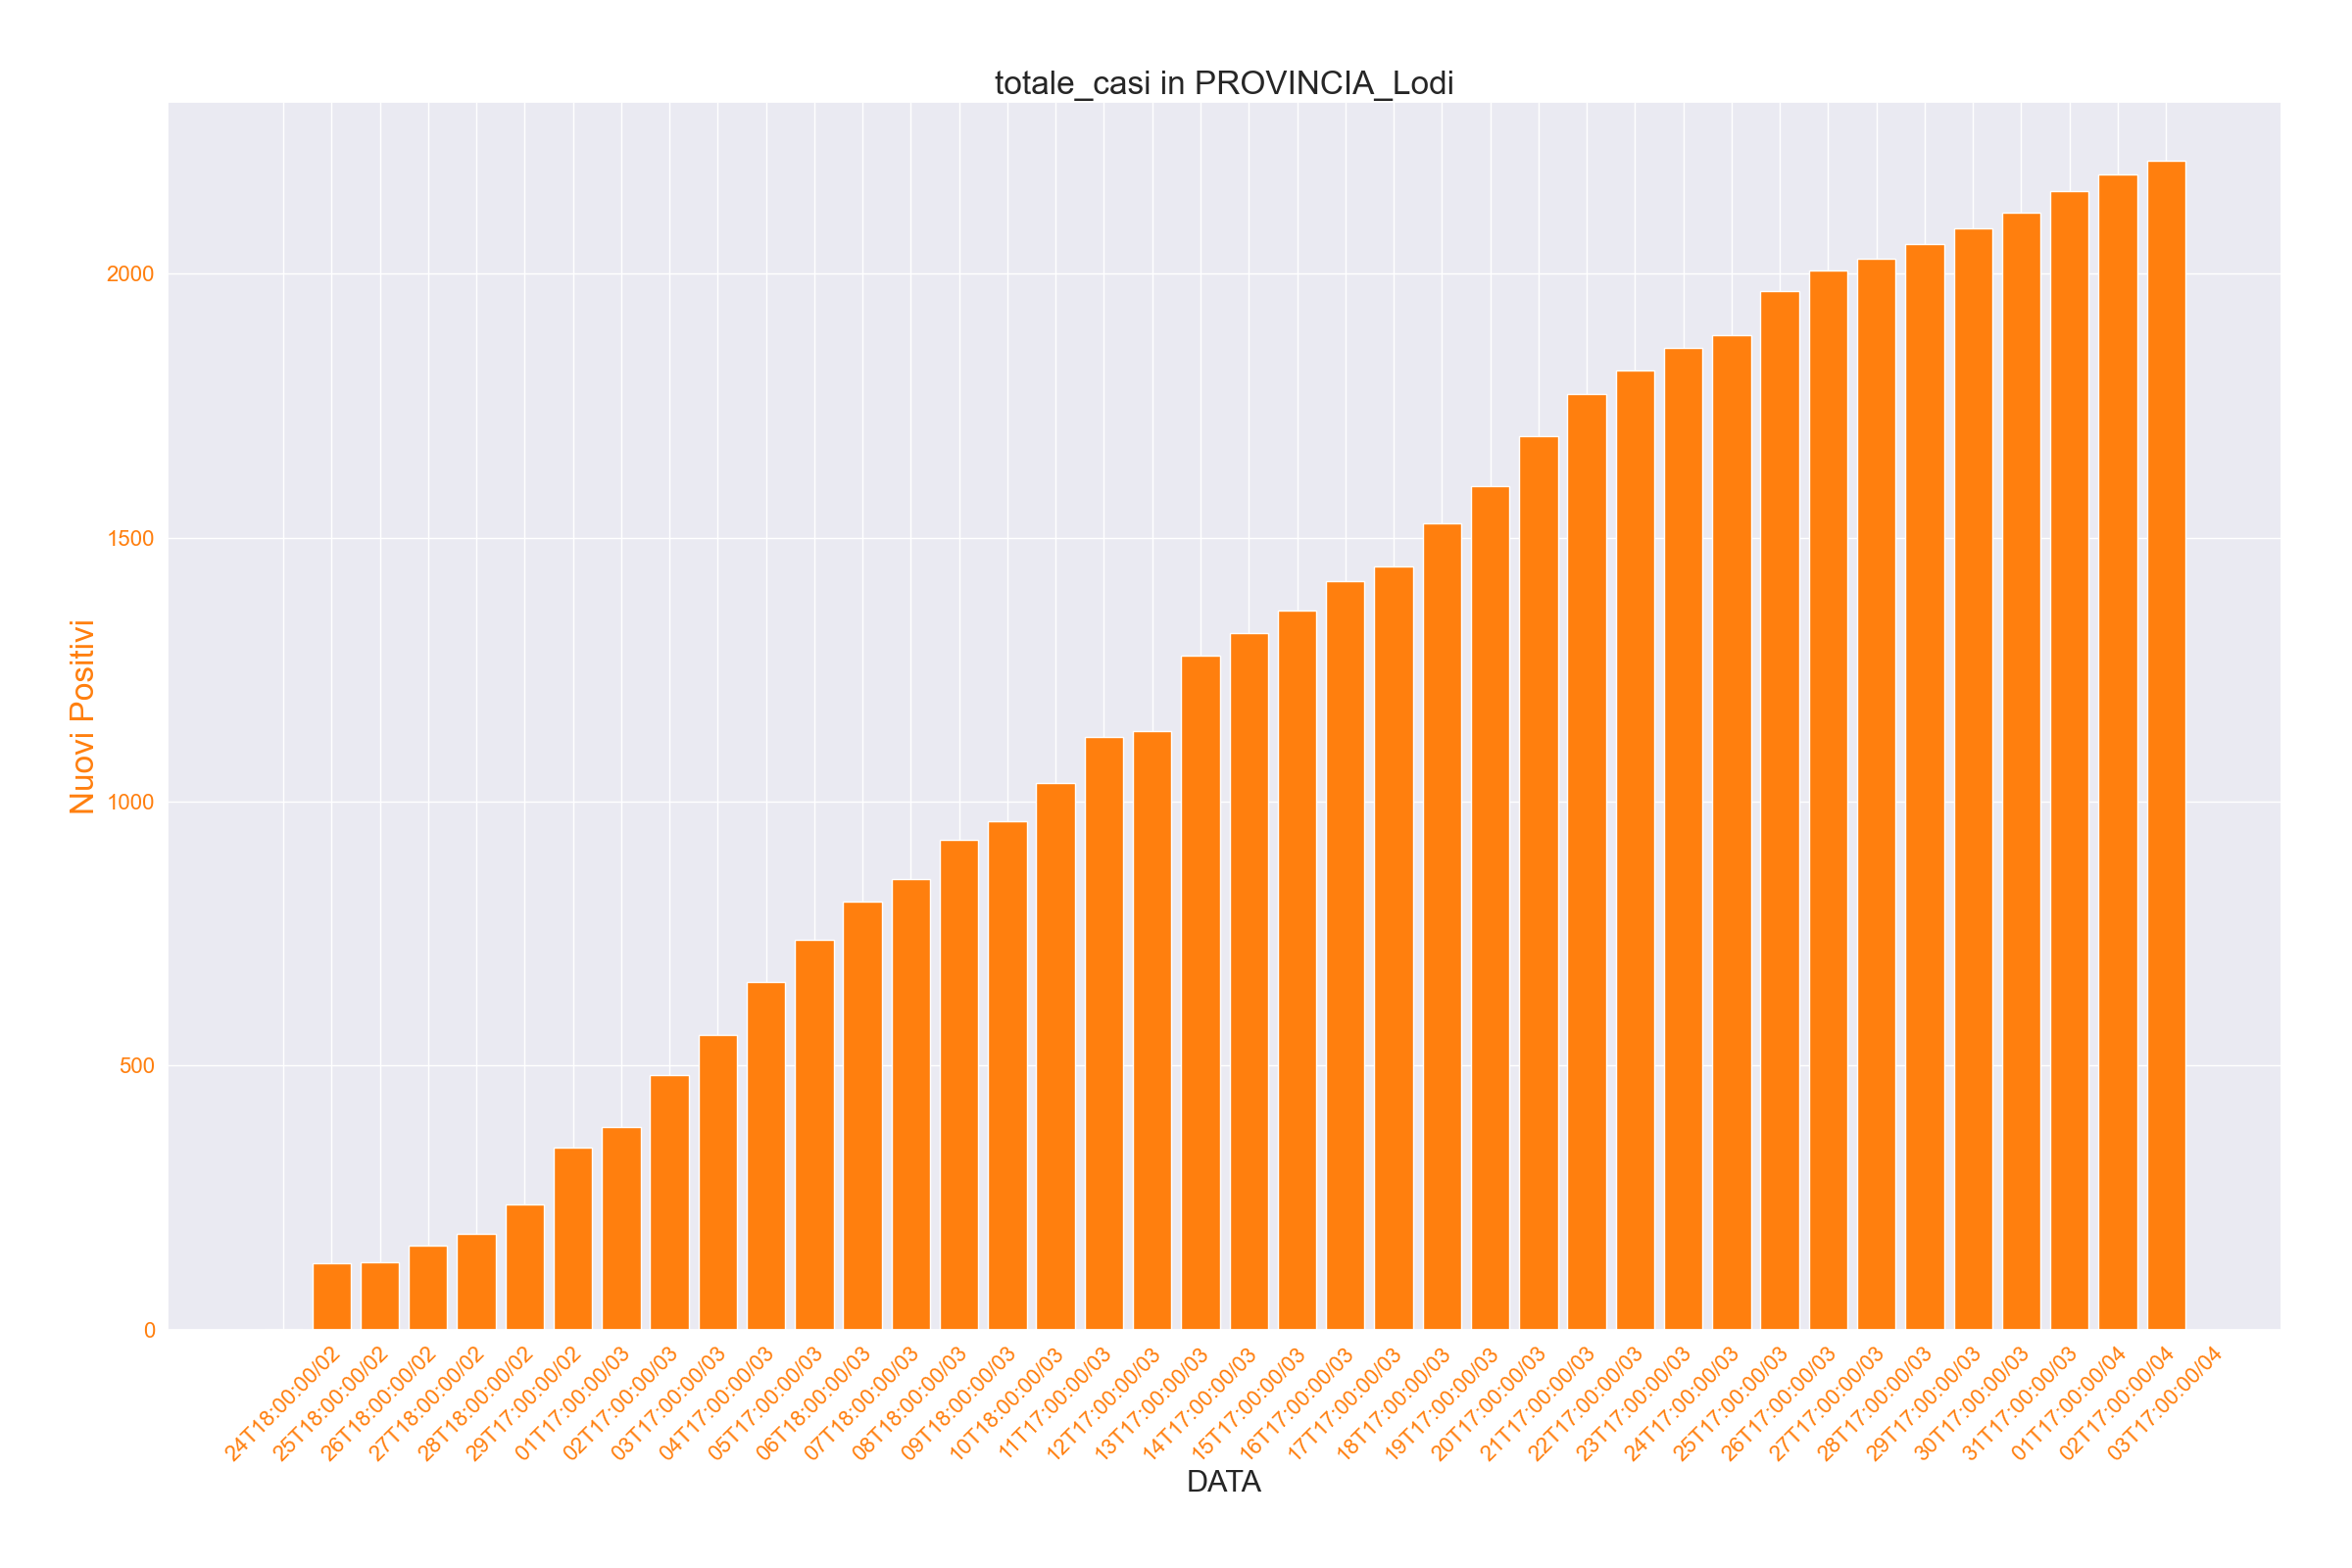 totale_casi in PROVINCIA_Lodi
Nuovi Positivi
2000
1500
1000
500
0
24T18:00:00/02
25T18:00:00/02
26T18:00:00/02
27T18:00:00/02
28T18:00:00/02
29T17:00:00/02
01T17:00:00/03
02T17:00:00/03
03T17:00:00/03
04T17:00:00/03
05T17:00:00/03
06T18:00:00/03
07T18:00:00/03
08T18:00:00/03
09T18:00:00/03
10T18:00:00/03
11T17:00:00/03
12T17:00:00/03
13T17:00:00/03
14T17:00:00/03
15T17:00:00/03
16T17:00:00/03
17T17:00:00/03
18T17:00:00/03
19T17:00:00/03
20T17:00:00/03
21T17:00:00/03
22T17:00:00/03
23T17:00:00/03
24T17:00:00/03
25T17:00:00/03
26T17:00:00/03
27T17:00:00/03
28T17:00:00/03
29T17:00:00/03
30T17:00:00/03
31T17:00:00/03
01T17:00:00/04
02T17:00:00/04
03T17:00:00/04
DATA